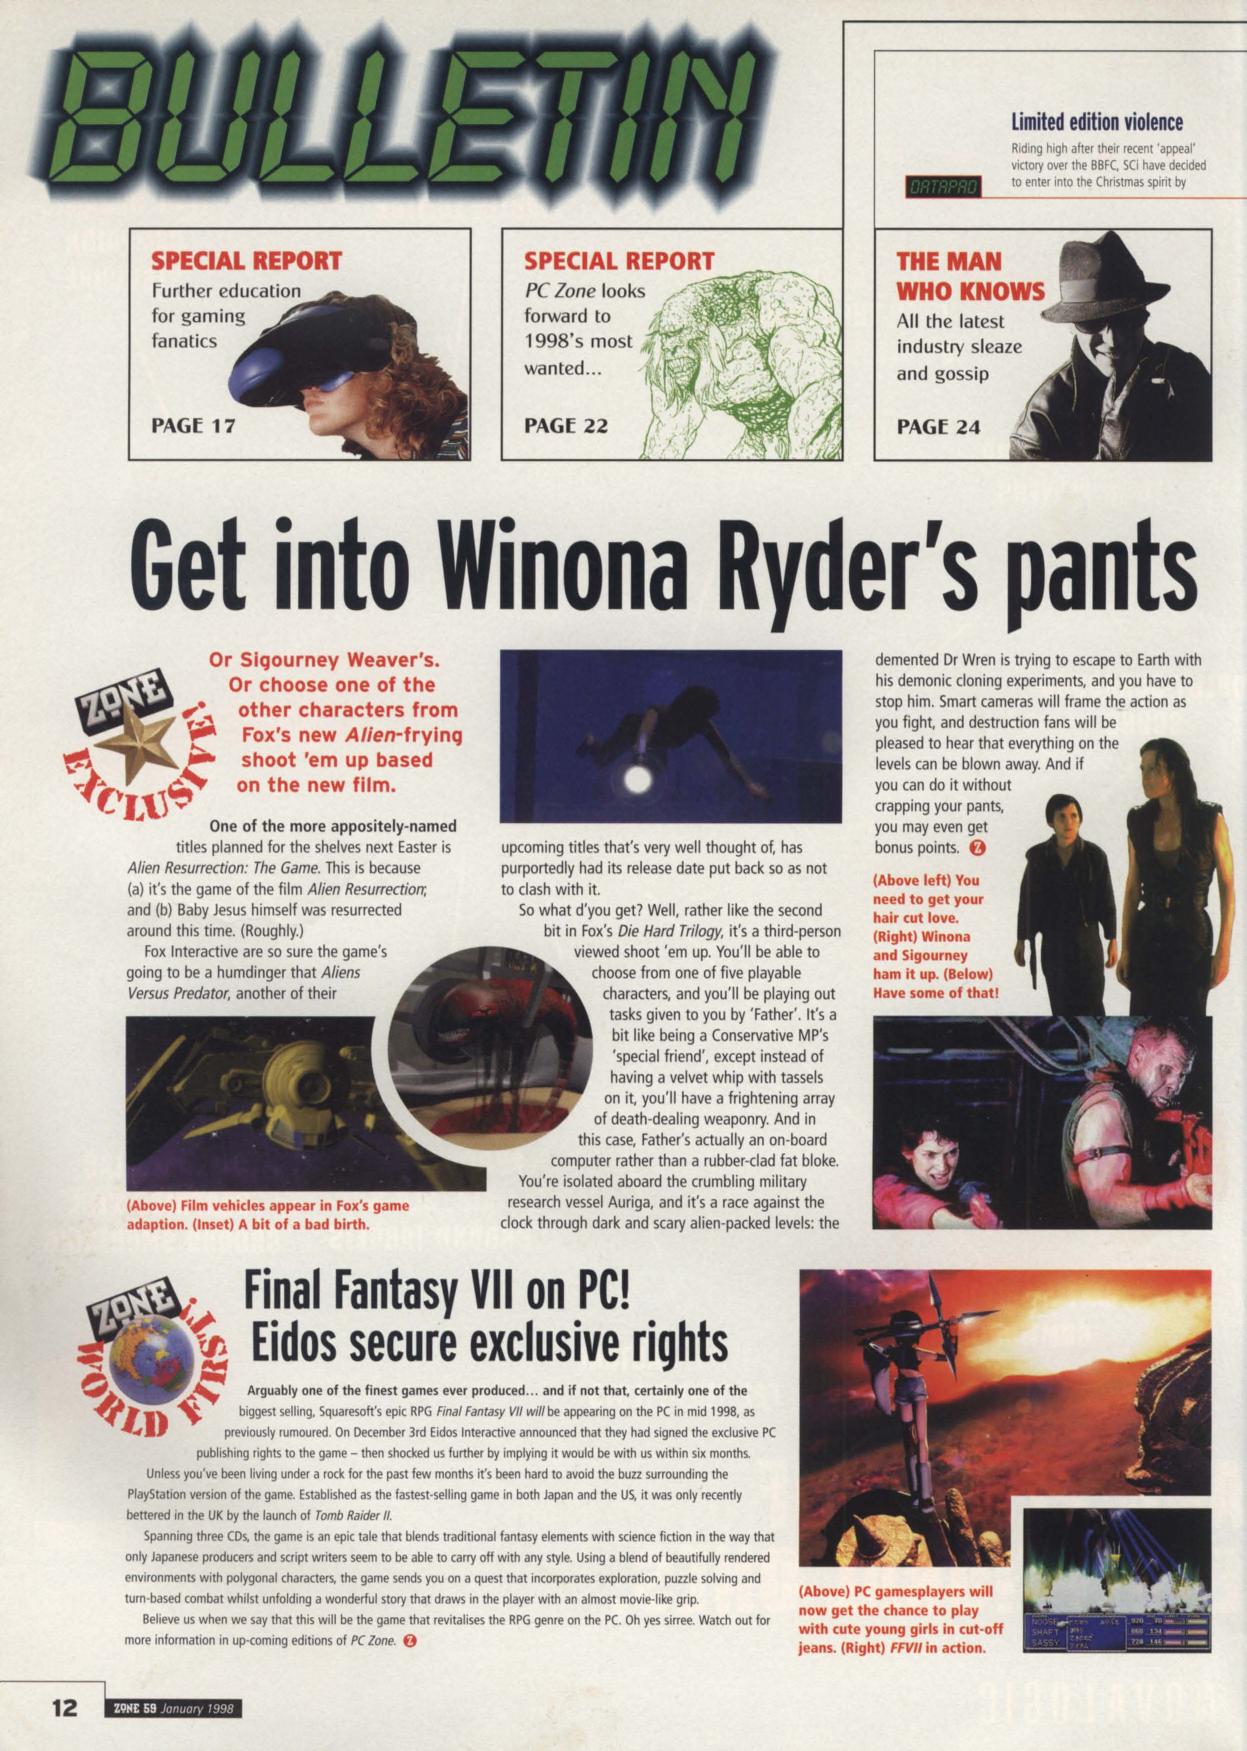 BULLETIN
Limited edition violence
Riding high after their recent 'appeal'
victory over the BBFC, SCi have decided
to enter into the Christmas spirit by
DATAPAD
SPECIAL REPORT
Further education
for gaming
fanatics
PAGE 17
SPECIAL REPORT
PC Zone looks
forward to
1998's most
wanted...
PAGE 22
THE MAN
WHO KNOWS
All the latest
industry sleaze
and gossip
PAGE 24
Get into Winona Ryder's pants
ZONE
EXCLUSIVE!
Or Sigourney Weaver's.
Or choose one of the
other characters from
Fox's new Alien-frying
shoot 'em up based
on the new film.
One of the more appositely-named
titles planned for the shelves next Easter is
Alien Resurrection: The Game. This is because
(a) it's the game of the film Alien Resurrection;
and (b) Baby Jesus himself was resurrected
around this time. (Roughly.)
Fox Interactive are so sure the game's
going to be a humdinger that Aliens
Versus Predator, another of their
(Above) Film vehicles appear in Fox's game
adaption. (Inset) A bit of a bad birth.
upcoming titles that's very well thought of, has
purportedly had its release date put back so as not
to clash with it.
So what d'you get? Well, rather like the second
bit in Fox's Die Hard Trilogy, it's a third-person
viewed shoot 'em up. You'll be able to
choose from one of five playable
characters, and you'll be playing out
tasks given to you by 'Father'. It's a
bit like being a Conservative MP's
'special friend', except instead of
having a velvet whip with tassels
on it, you'll have a frightening array
of death-dealing weaponry. And in
this case, Father's actually an on-board
computer rather than a rubber-clad fat bloke.
You're isolated aboard the crumbling military
research vessel Auriga, and it's a race against the
clock through dark and scary alien-packed levels: the
demented Dr Wren is trying to escape to Earth with
his demonic cloning experiments, and you have to
stop him. Smart cameras will frame the action as
you fight, and destruction fans will be
pleased to hear that everything on the
levels can be blown away. And if
you can do it without
crapping your pants,
you may even get
bonus points. Z
(Above left) You
need to get your
hair cut love.
(Right) Winona
and Sigourney
ham it up. (Below)
Have some of that!
ZONE
WORLD FIRST!
Final Fantasy VII on PC!
Eidos secure exclusive rights
Arguably one of the finest games ever produced... and if not that, certainly one of the
biggest selling, Squaresoft's epic RPG Final Fantasy VII will be appearing on the PC in mid 1998, as
previously rumoured. On December 3rd Eidos Interactive announced that they had signed the exclusive PC
publishing rights to the game – then shocked us further by implying it would be with us within six months.
Unless you've been living under a rock for the past few months it's been hard to avoid the buzz surrounding the
PlayStation version of the game. Established as the fastest-selling game in both Japan and the US, it was only recently
bettered in the UK by the launch of Tomb Raider II.
Spanning three CDs, the game is an epic tale that blends traditional fantasy elements with science fiction in the way that
only Japanese producers and script writers seem to be able to carry off with any style. Using a blend of beautifully rendered
environments with polygonal characters, the game sends you on a quest that incorporates exploration, puzzle solving and
turn-based combat whilst unfolding a wonderful story that draws in the player with an almost movie-like grip.
Believe us when we say that this will be the game that revitalises the RPG genre on the PC. Oh yes sirree. Watch out for
more information in up-coming editions of PC Zone. Z
(Above) PC gamesplayers will
now get the chance to play
with cute young girls in cut-off
jeans. (Right) FFVII in action.
SHAFT
SASSY
12
ZONE 59 January 1998